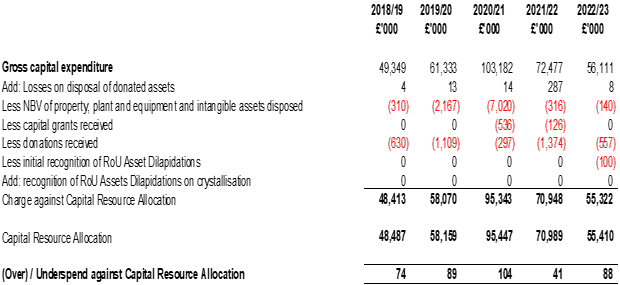 2018/19 2019/20 2020/21 2021/22 2022/23
£'000 £'000 £'000 £'000 £'000
Gross capital expenditure 49,349 61,333 103,182 72,477 56,111
Add: Losses on disposal of donated assets 4 13 14 287 8
Less NBV of property, plant and equipment and intangible assets disposed (310) (2,167) (7,020) (316) (140)
Less capital grants received 0 0 (536) (126) 0
Less donations received (630) (1,109) (297) (1,374) (557)
Less initial recognition of RoU Asset Dilapidations 0 0 0 0 (100)
Add: recognition of RoU Assets Dilapidations on crystallisation 0 0 0 0 0
Charge against Capital Resource Allocation 48,413 58,070 95,343 70,948 55,322
Capital Resource Allocation 48,487 58,159 95,447 70,989 55,410
(Over) / Underspend against Capital Resource Allocation 74 89 104 41 88